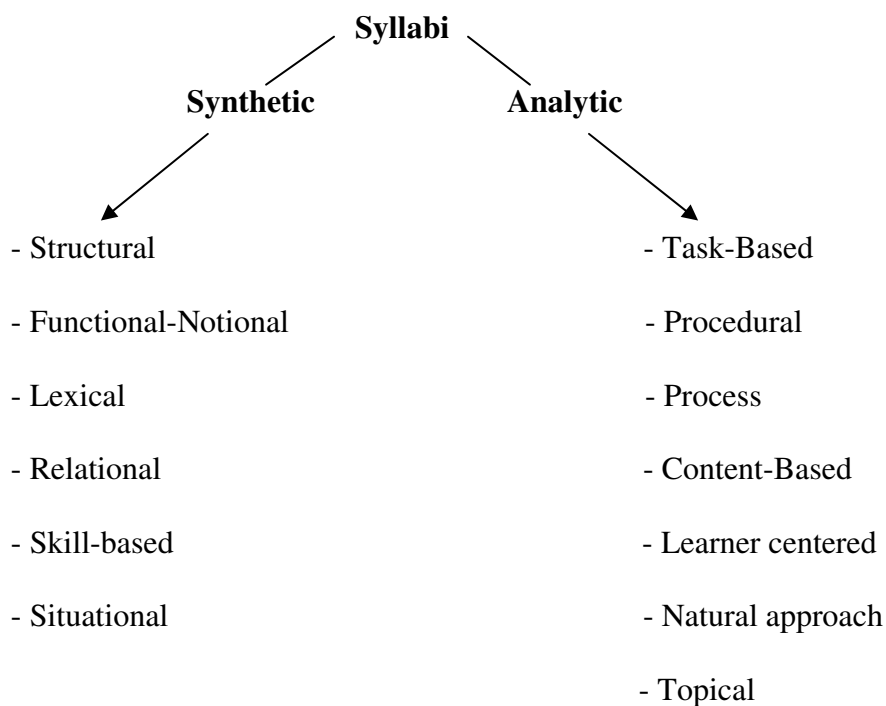 Syllabi
Synthetic Analytic
- Structural - Task-Based
- Functional-Notional - Procedural
- Lexical - Process
- Relational - Content-Based
- Skill-based - Learner centered
- Situational - Natural approach
- Topical